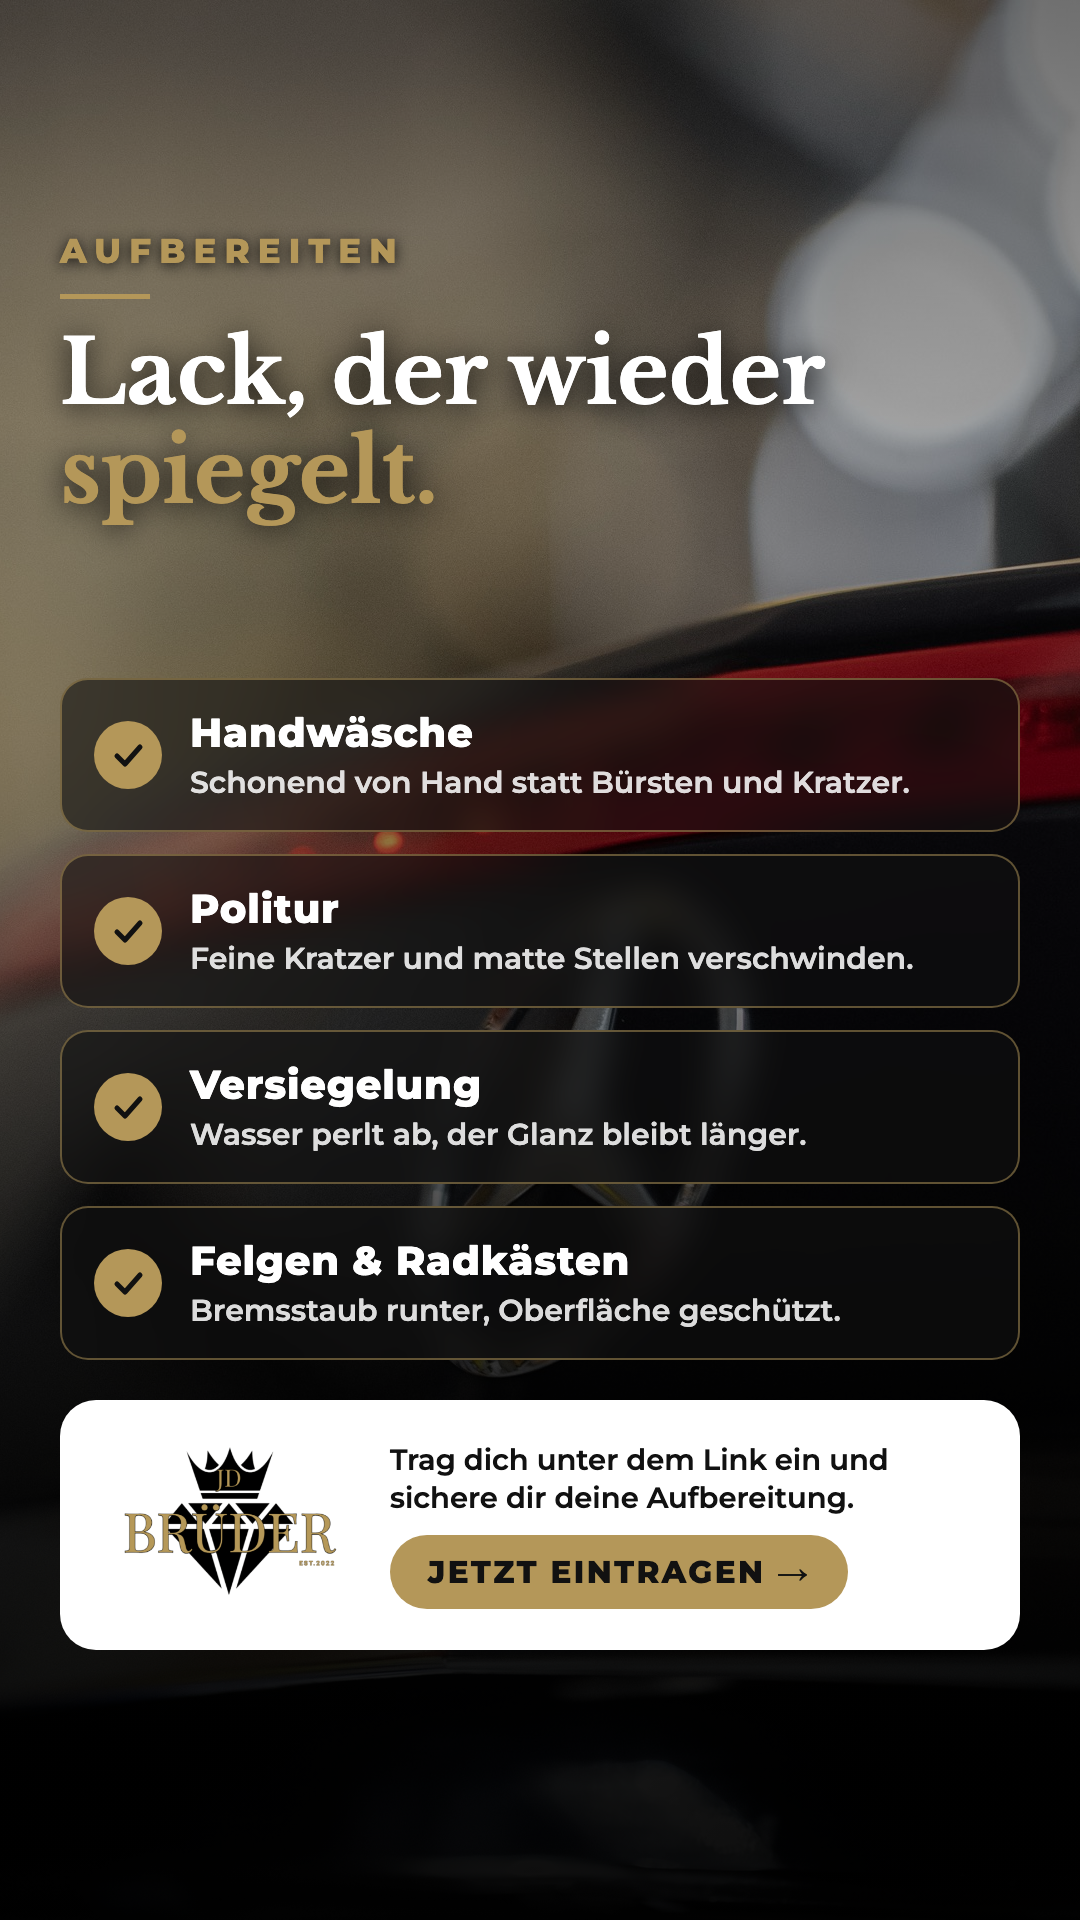 AUFBEREITEN
Lack, der wieder
spiegelt.
Handwäsche
Schonend von Hand statt Bürsten und Kratzer.
Politur
Feine Kratzer und matte Stellen verschwinden.
Versiegelung
Wasser perlt ab, der Glanz bleibt länger.
Felgen & Radkästen
Bremsstaub runter, Oberfläche geschützt.
JD
BRÜDER
EST.2022
Trag dich unter dem Link ein und
sichere dir deine Aufbereitung.
JETZT EINTRAGEN →